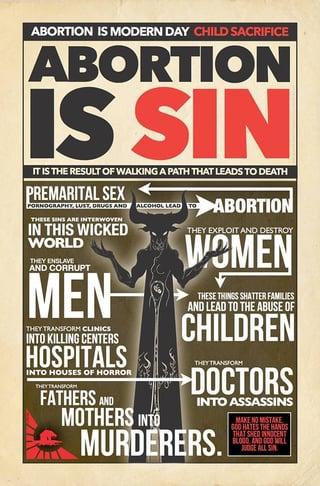 ABORTION IS MODERN DAY CHILD SACRIFICE
ABORTION
IS SIN
IT IS THE RESULT OF WALKING A PATH THAT LEADS TO DEATH
PREMARITAL SEX
PORNOGRAPHY, LUST, DRUGS AND ALCOHOL LEAD TO ABORTION
THESE SINS ARE INTERWOVEN
IN THIS WICKED
WORLD
THEY EXPLOIT AND DESTROY
WOMEN
THEY ENSLAVE
AND CORRUPT
MEN
THESE THINGS SHATTER FAMILIES
AND LEAD TO THE ABUSE OF
CHILDREN
THEY TRANSFORM CLINICS
INTO KILLING CENTERS
HOSPITALS
INTO HOUSES OF HORROR
THEY TRANSFORM
DOCTORS
INTO ASSASSINS
THEY TRANSFORM
FATHERS AND
MOTHERS INTO
MURDERERS.
MAKE NO MISTAKE
GOD HATES THE HANDS
THAT SHED INNOCENT
BLOOD, AND GOD WILL
JUDGE ALL SIN.